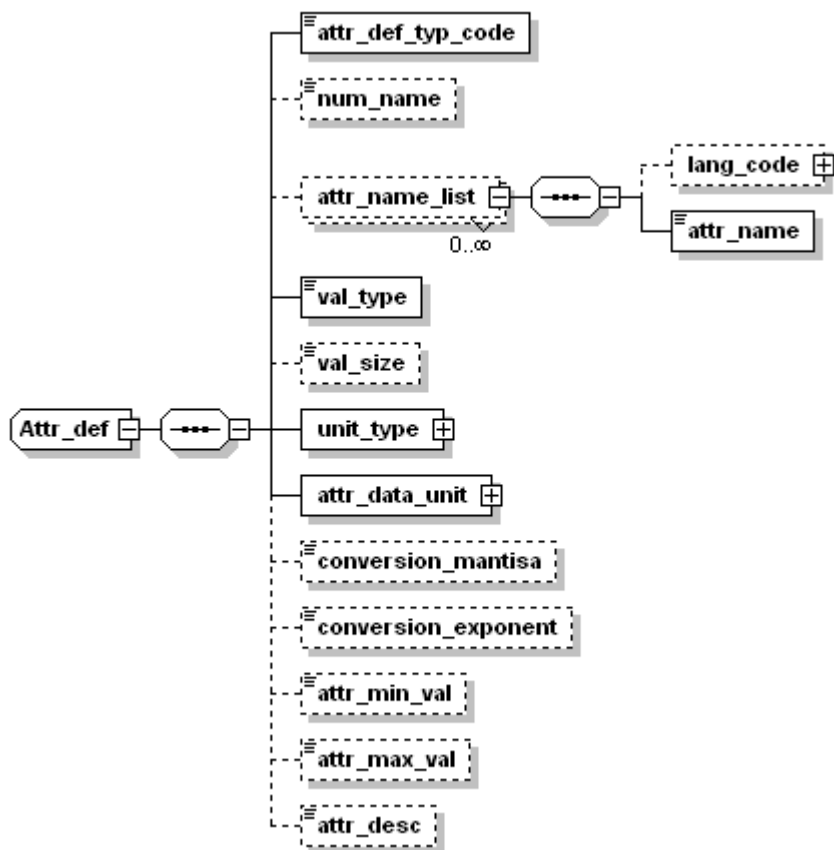 attr_def_typ_code
num_name
lang_code
attr_name_list
attr_name
0..∞
val_type
val_size
Attr_def
unit_type
attr_data_unit
conversion_mantisa
conversion_exponent
attr_min_val
attr_max_val
attr_desc